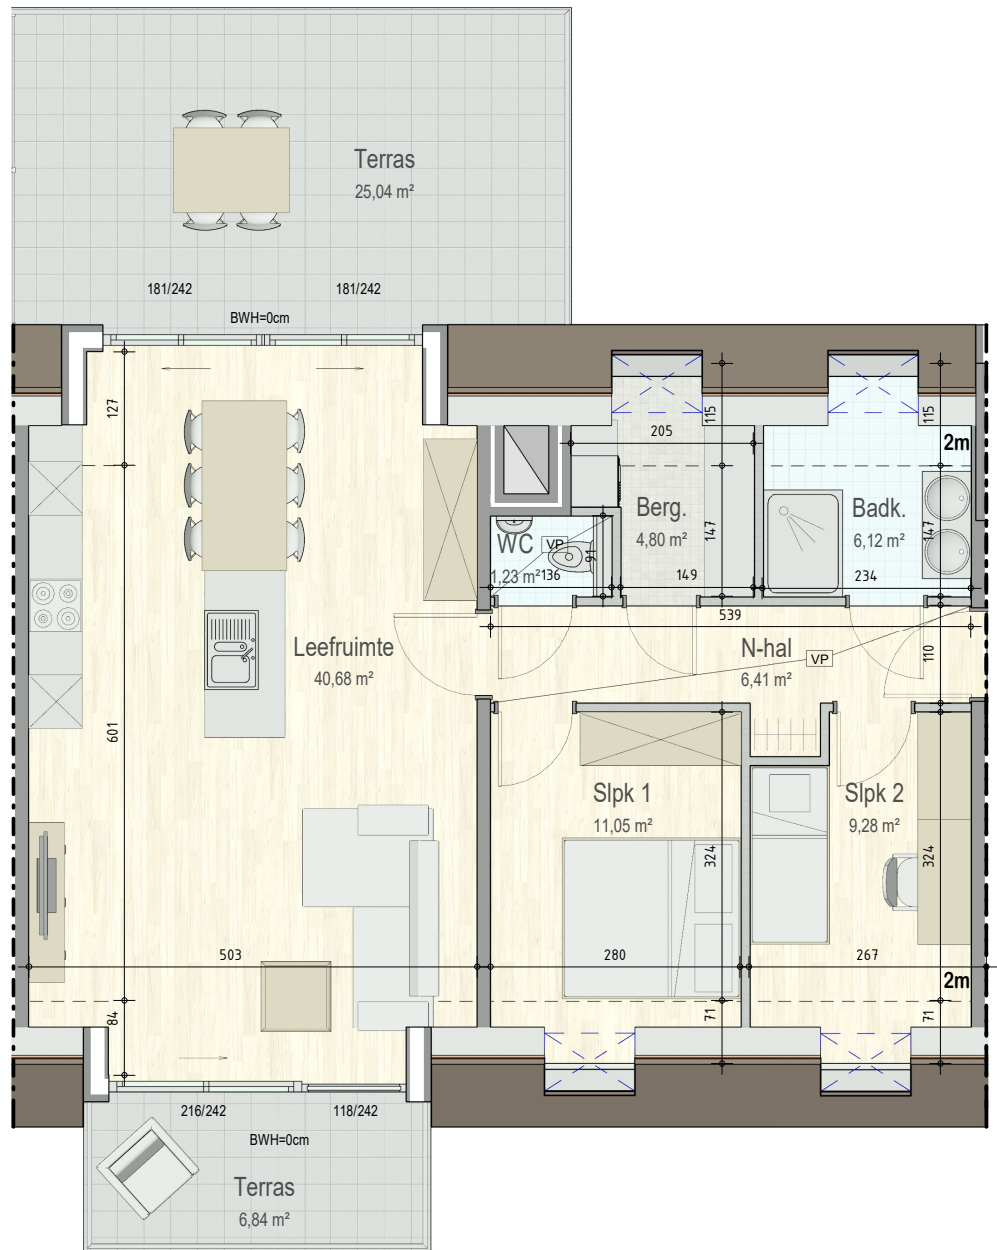 Terras
25,04 m²
181/242
181/242
BWH=0cm
127
115
115
205
2m
Berg.
4,80 m²
147
Badk.
6,12 m²
147
WC
VP
91
1,23 m²
136
149
234
539
Leefruimte
40,68 m²
N-hal
6,41 m²
VP
110
601
Slpk 1
11,05 m²
324
Slpk 2
9,28 m²
324
503
280
267
2m
84
71
71
216/242
118/242
BWH=0cm
Terras
6,84 m²